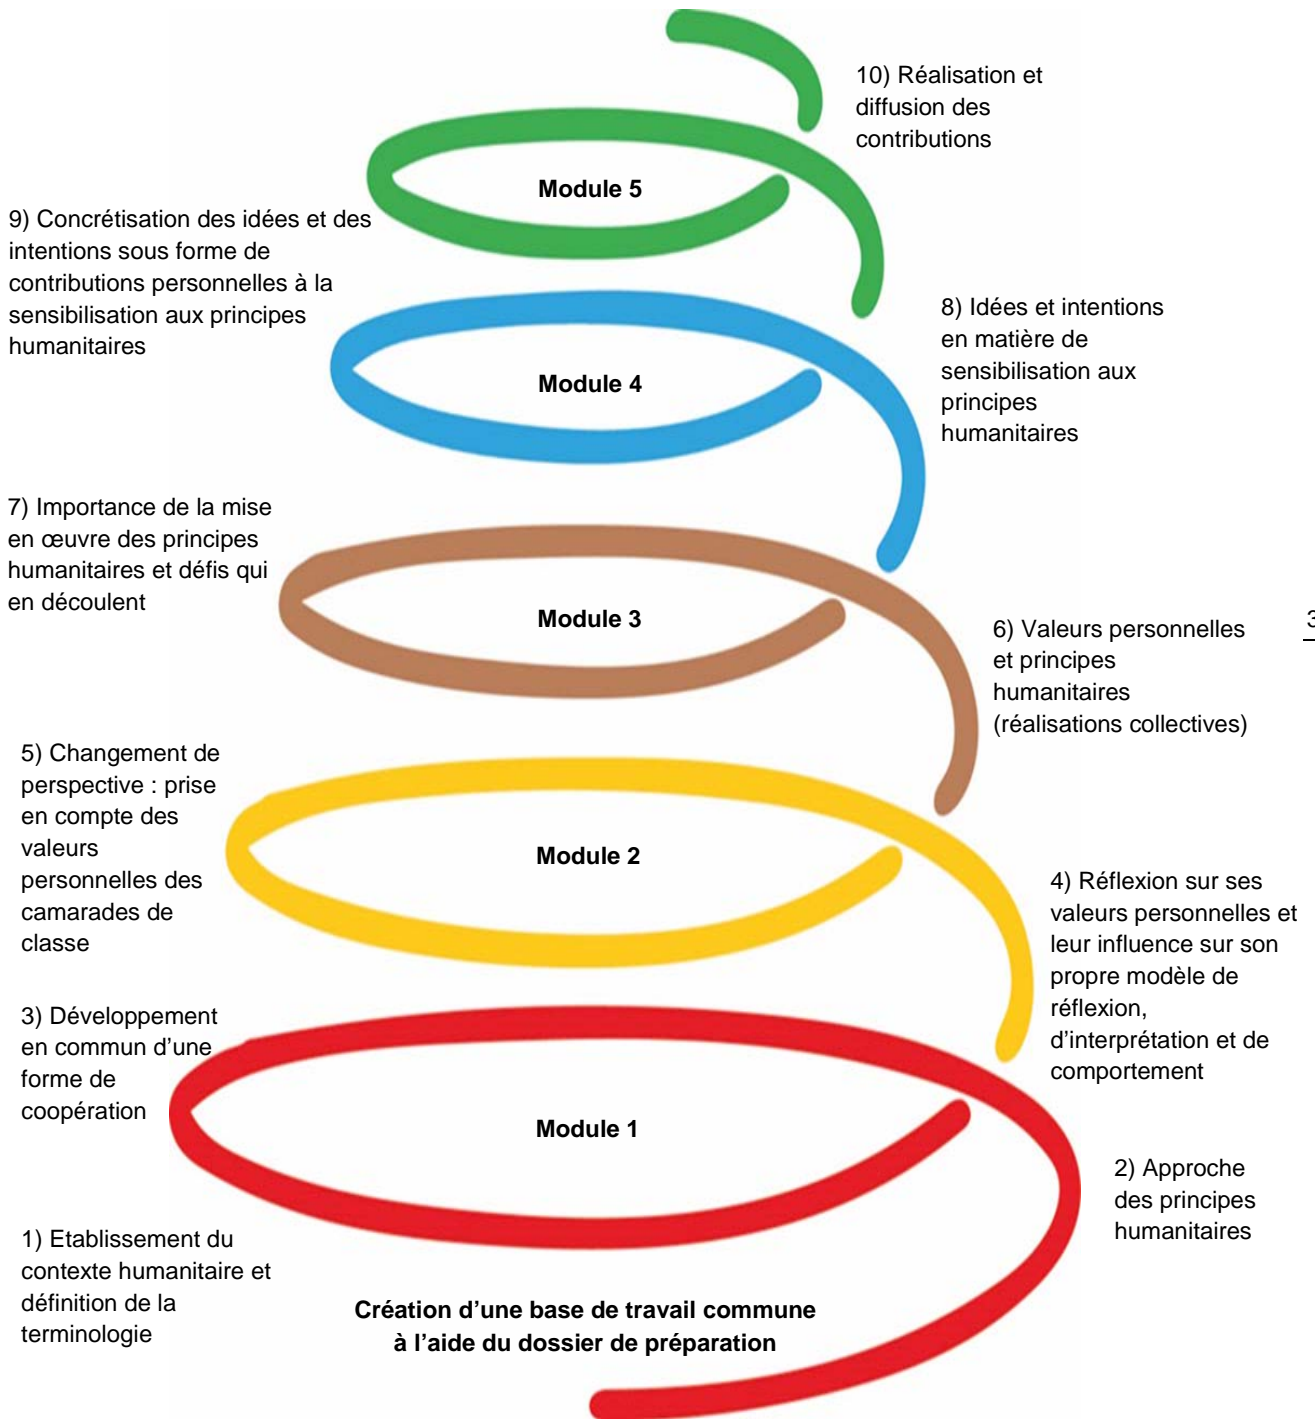 10) Réalisation et
diffusion des
contributions
Module 5
9) Concrétisation des idées et des
intentions sous forme de
contributions personnelles à la
sensibilisation aux principes
humanitaires
8) Idées et intentions
en matière de
sensibilisation aux
principes
humanitaires
Module 4
7) Importance de la mise
en œuvre des principes
humanitaires et défis qui
en découlent
Module 3
6) Valeurs personnelles
et principes
humanitaires
(réalisations collectives)
3
5) Changement de
perspective : prise
en compte des
valeurs
personnelles des
camarades de
classe
Module 2
4) Réflexion sur ses
valeurs personnelles et
leur influence sur son
propre modèle de
réflexion,
d’interprétation et de
comportement
3) Développement
en commun d’une
forme de
coopération
Module 1
2) Approche
des principes
humanitaires
1) Etablissement du
contexte humanitaire et
définition de la
terminologie
Création d’une base de travail commune
à l’aide du dossier de préparation